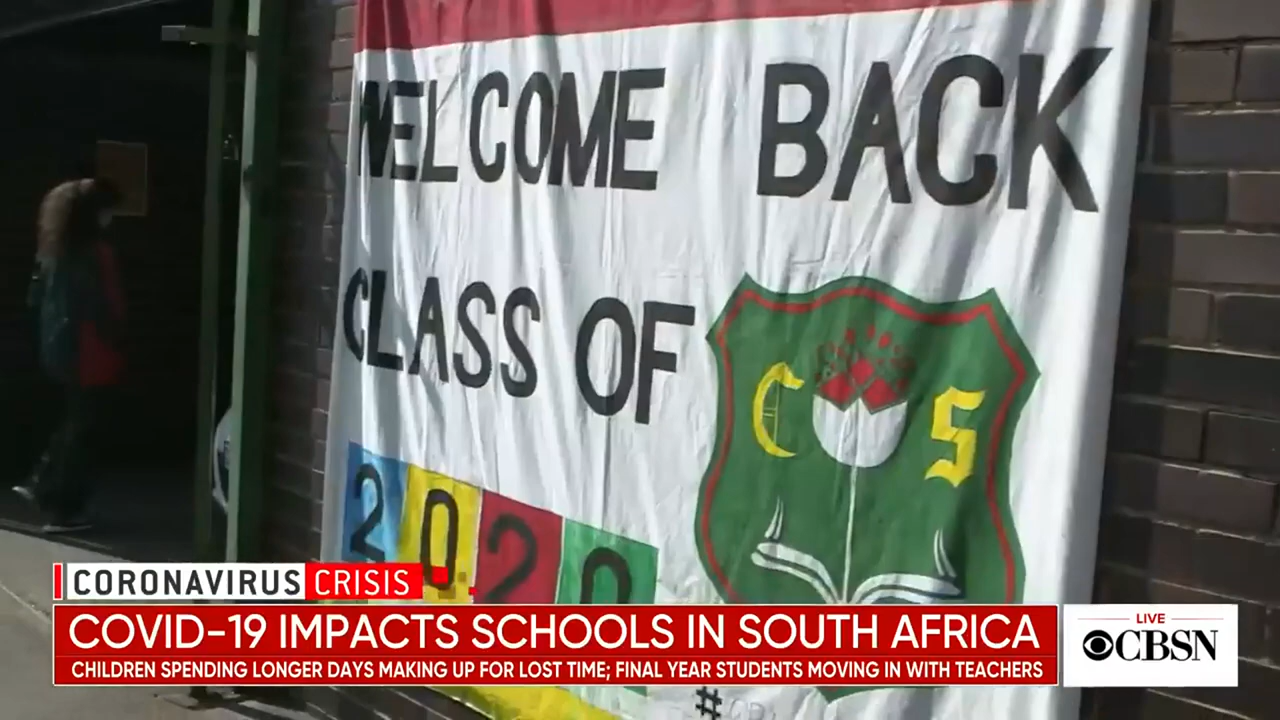 WELCOME BACK
CLASS OF
C S
2020
CORONAVIRUS CRISIS
COVID-19 IMPACTS SCHOOLS IN SOUTH AFRICA
CHILDREN SPENDING LONGER DAYS MAKING UP FOR LOST TIME; FINAL YEAR STUDENTS MOVING IN WITH TEACHERS
LIVE
CBSN
#